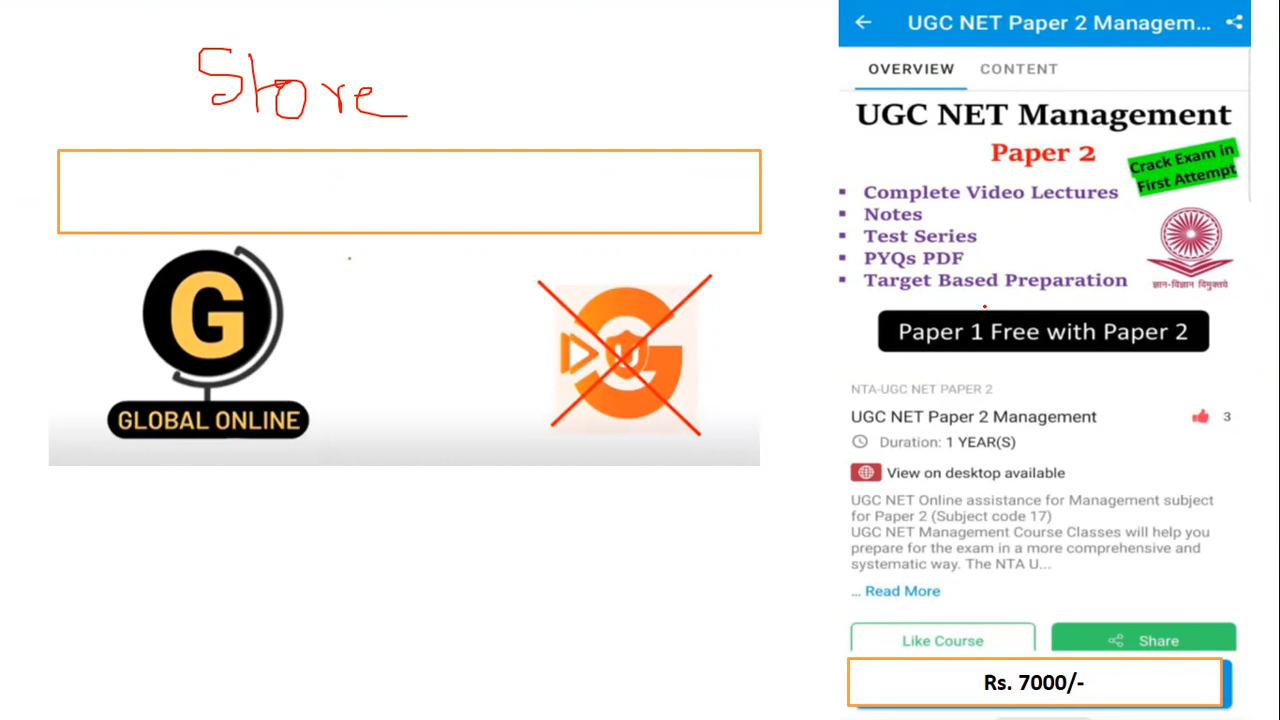 Store
G
GLOBAL ONLINE
U
UGC NET Paper 2 Managem...
OVERVIEW CONTENT
UGC NET Management
Paper 2
Crack Exam in
First Attempt
▪ Complete Video Lectures
▪ Notes
▪ Test Series
▪ PYQs PDF
▪ Target Based Preparation
ज्ञान-विज्ञान विमुक्तये
Paper 1 Free with Paper 2
NTA-UGC NET PAPER 2
UGC NET Paper 2 Management 3
Duration: 1 YEAR(S)
View on desktop available
UGC NET Online assistance for Management subject
for Paper 2 (Subject code 17)
UGC NET Management Course Classes will help you
prepare for the exam in a more comprehensive and
systematic way. The NTA U...
... Read More
Like Course Share
Rs. 7000/-